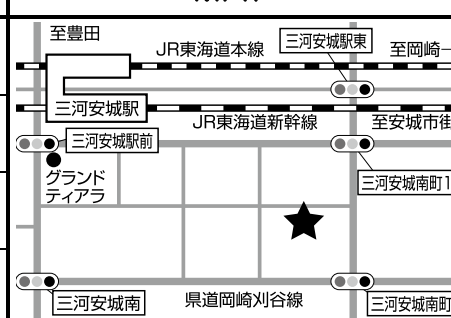 至豊田
JR東海道本線
三河安城駅東
至岡崎
三河安城駅
JR東海道新幹線
至安城市街
三河安城駅前
グランド
ティアラ
三河安城南町1
三河安城南
県道岡崎刈谷線
三河安城南町